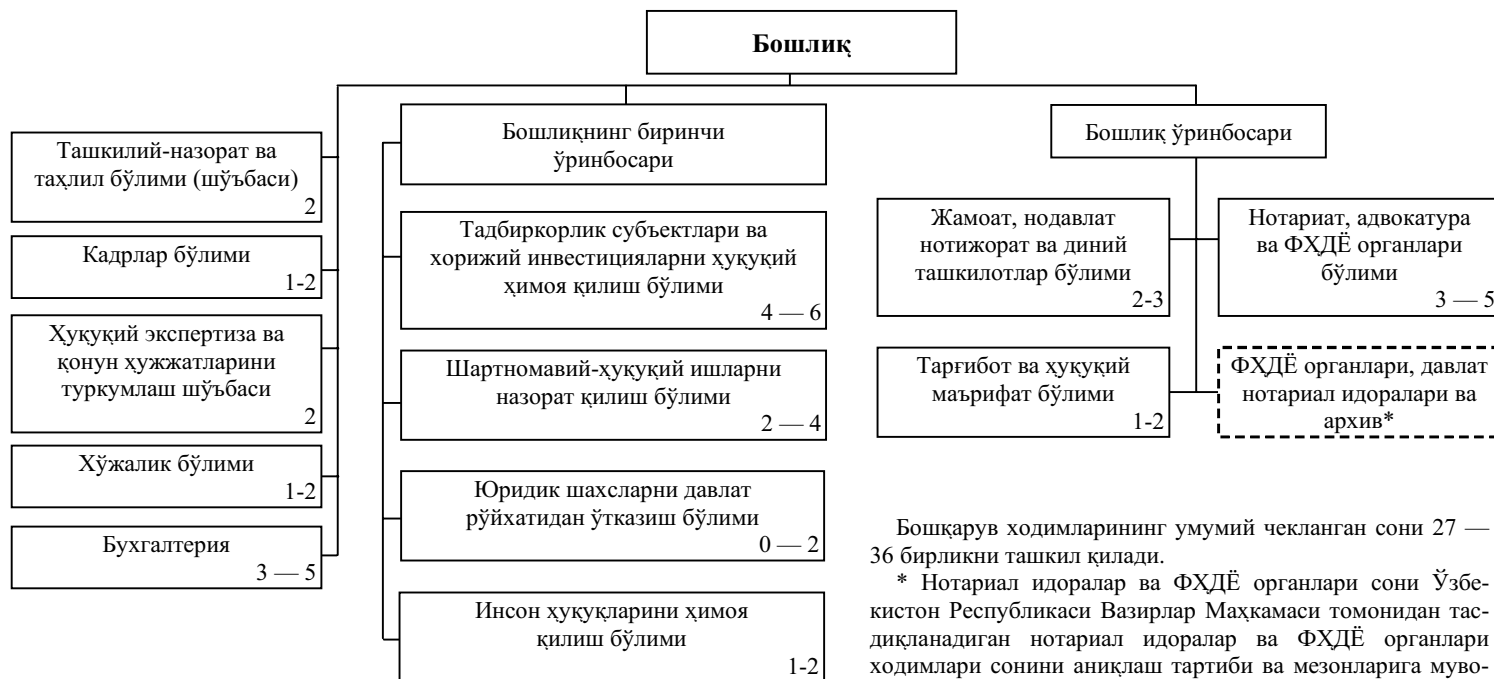 Бошлиқ
Ташкилий-назорат ва
таҳлил бўлими (шўъбаси)
2
Кадрлар бўлими
1-2
Ҳуқуқий экспертиза ва
қонун ҳужжатларини
туркумлаш шўъбаси
2
Хўжалик бўлими
1-2
Бухгалтерия
3 — 5
Бошлиқнинг биринчи
ўринбосари
Тадбиркорлик субъектлари ва
хорижий инвестицияларни ҳуқуқий
ҳимоя қилиш бўлими
4 — 6
Шартномавий-ҳуқуқий ишларни
назорат қилиш бўлими
2 — 4
Юридик шахсларни давлат
рўйхатидан ўтказиш бўлими
0 — 2
Инсон ҳуқуқларини ҳимоя
қилиш бўлими
1-2
Бошлиқ ўринбосари
Жамоат, нодавлат
нотижорат ва диний
ташкилотлар бўлими
2-3
Нотариат, адвокатура
ва ФҲДЁ органлари
бўлими
3 — 5
Тарғибот ва ҳуқуқий
маърифат бўлими
1-2
ФҲДЁ органлари, давлат
нотариал идоралари ва
архив*
Бошқарув ходимларининг умумий чекланган сони 27 —
36 бирликни ташкил қилади.
* Нотариал идоралар ва ФҲДЁ органлари сони Ўзбе-
кистон Республикаси Вазирлар Маҳкамаси томонидан тас-
диқланадиган нотариал идоралар ва ФҲДЁ органлари
ходимлари сонини аниқлаш тартиби ва мезонларига муво-